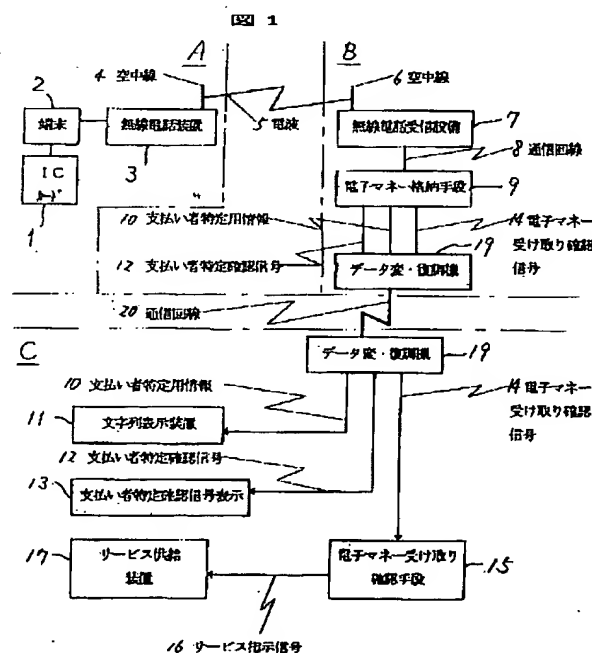 図 1
A
B
4 空中線
6 空中線
2
端末
無線電話装置
3
5 電波
無線電話受信設備
7
8 通信回線
IC
カード
1
電子マネー格納手段
9
10 支払い者特定用情報
14 電子マネー
受け取り確認
信号
12 支払い者特定確認信号
19
データ変・復調機
20 通信回線
C
データ変・復調機
19
10 支払い者特定用情報
14 電子マネー
受け取り確認
信号
11
文字列表示装置
12 支払い者特定確認信号
13
支払い者特定確認信号表示
17
サービス供給
装置
電子マネー受け取り
確認手段
15
16 サービス指示信号